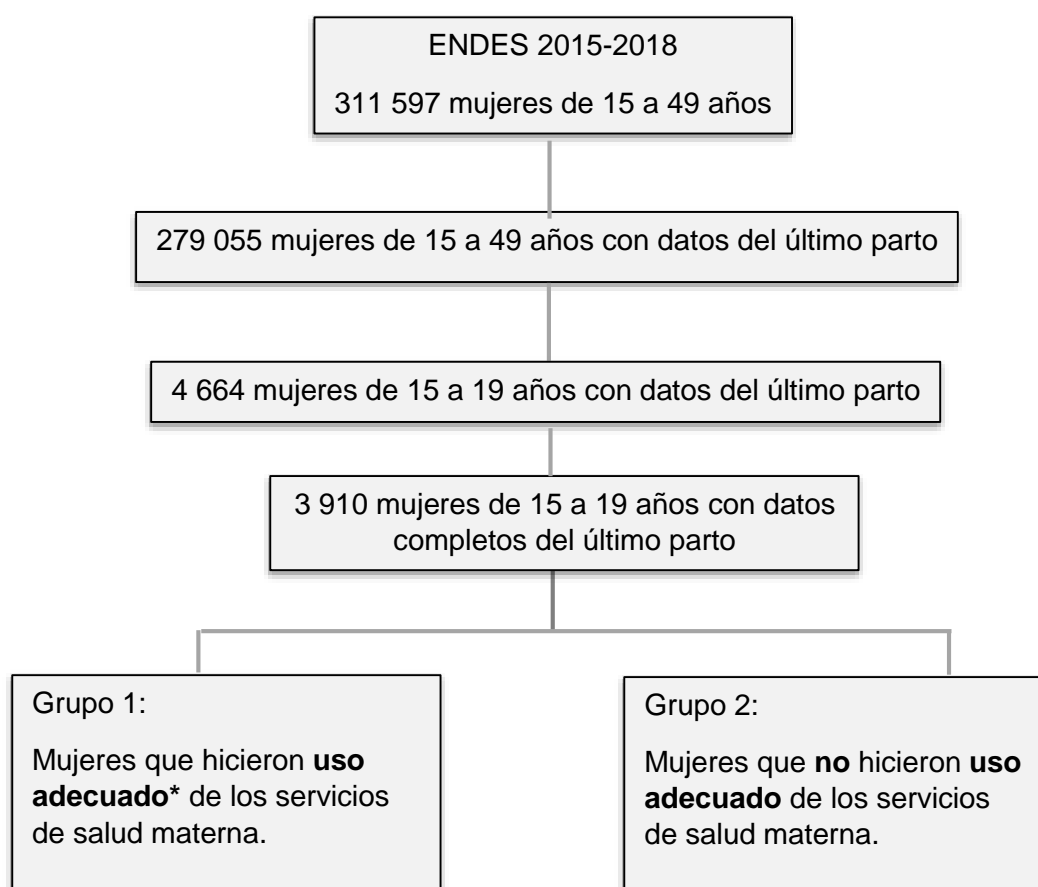 ENDES 2015-2018
311 597 mujeres de 15 a 49 años
279 055 mujeres de 15 a 49 años con datos del último parto
4 664 mujeres de 15 a 19 años con datos del último parto
3 910 mujeres de 15 a 19 años con datos
completos del último parto
Grupo 1:
Mujeres que hicieron uso
adecuado* de los servicios
de salud materna.
Grupo 2:
Mujeres que no hicieron uso
adecuado de los servicios
de salud materna.